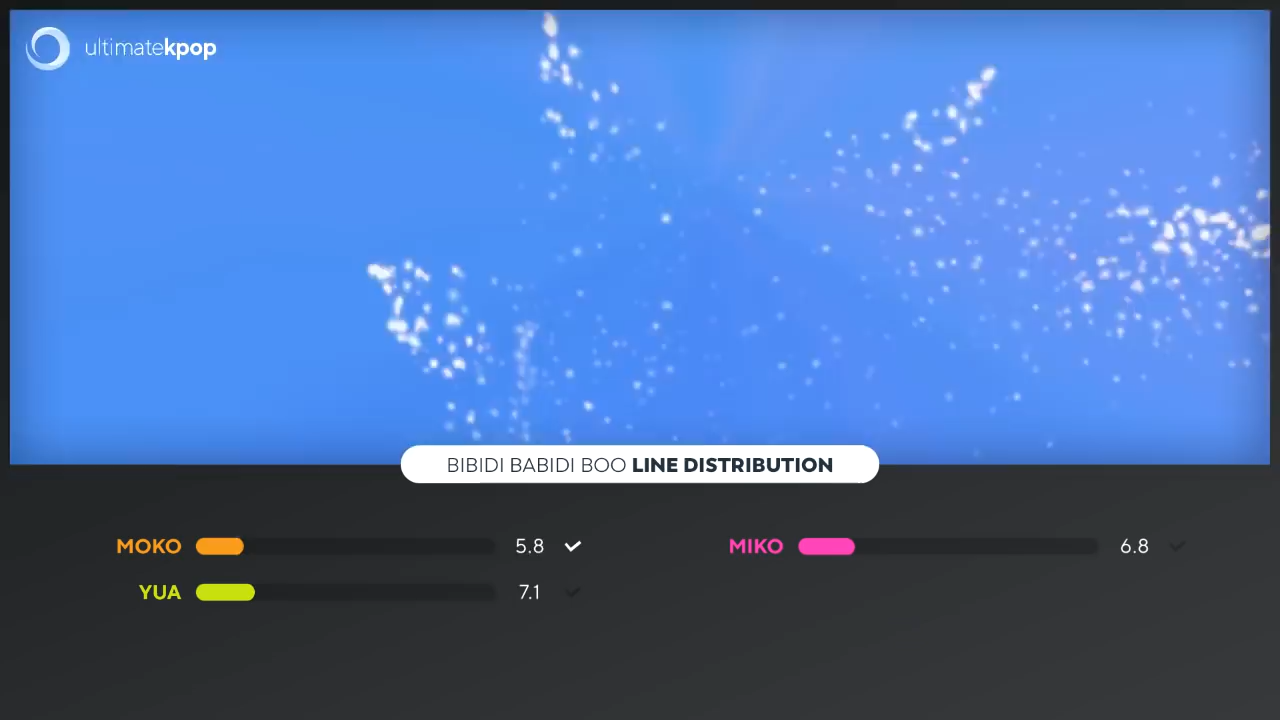 ultimatekpop
BIBIDI BABIDI BOO LINE DISTRIBUTION
MOKO 5.8
MIKO 6.8
YUA 7.1